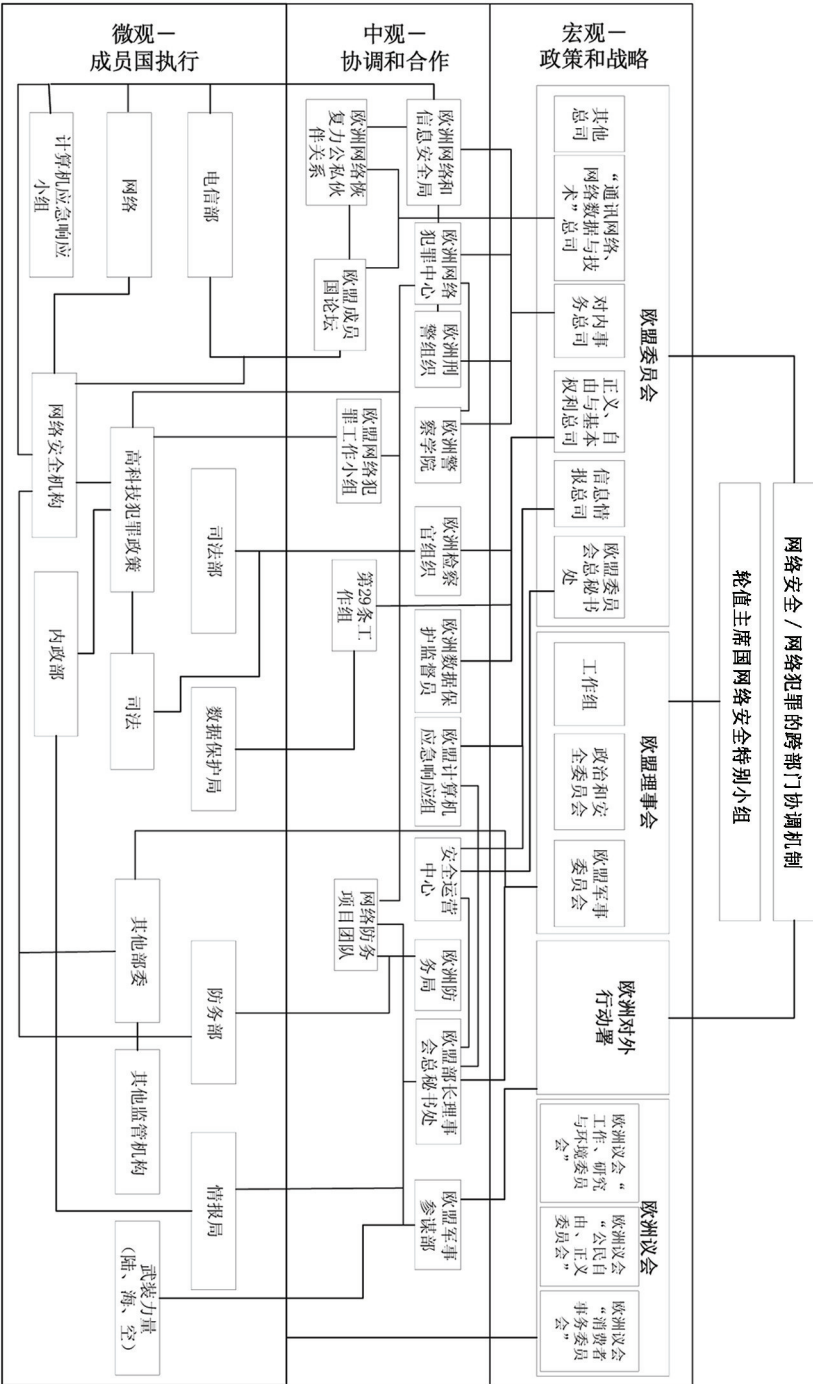 网络安全/网络犯罪的跨部门协调机制
轮值主席国网络安全特别小组
宏观－
政策和战略
欧盟委员会
其他
总司
“通讯网络、
网络数据与技
术”总司
对内事
务总司
正义、自
由与基本
权利总司
信息情
报总司
欧盟委员
会总秘书
处
欧盟理事会
工作组
政治和安
全委员会
欧盟军事
委员会
欧洲对外
行动署
欧洲议会
欧洲议会“
工作、研究
与环境委员
会”
欧洲议会
“公民自
由、正义
委员会”
欧洲议会
“消费者
事务委员
会”
中观－
协调和合作
欧洲网络和
信息安全局
欧洲网络
犯罪中心
欧洲刑
警组织
欧洲警
察学院
欧洲检察
官组织
欧洲数据保
护监督员
欧盟计算机
应急响应组
安全运营
中心
欧洲防
务局
欧盟部长理事
会总秘书处
欧盟军事
参谋部
欧洲网络恢
复力公私伙
伴关系
欧盟成员
国论坛
欧盟网络犯
罪工作小组
第29条工
作组
网络防务
项目团队
微观－
成员国执行
电信部
司法部
数据保护局
防务部
情报局
网络
高科技犯罪政策
司法
其他部委
其他监管机构
武装力量
（陆、海、空）
计算机应急响应
小组
网络安全机构
内政部